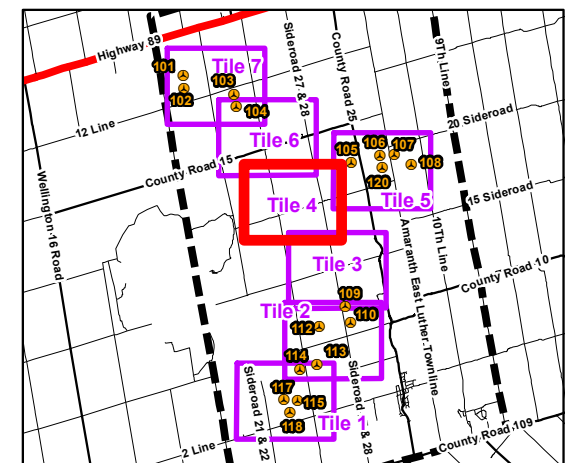 Highway 89
101
Tile 7
103
102
104
Sideroad 27 & 28
County Road 25
9Th Line
12 Line
Tile 6
20 Sideroad
106
107
105
108
County Road 15
120
Tile 5
Wellington 16 Road
Tile 4
15 Sideroad
10Th Line
Amaranth East Luther Townline
Tile 3
County Road 10
109
Tile 2
110
112
113
114
Sideroad 21 & 22
Sideroad
& 28
117
115
118
Tile 1
2 Line
County Road 109